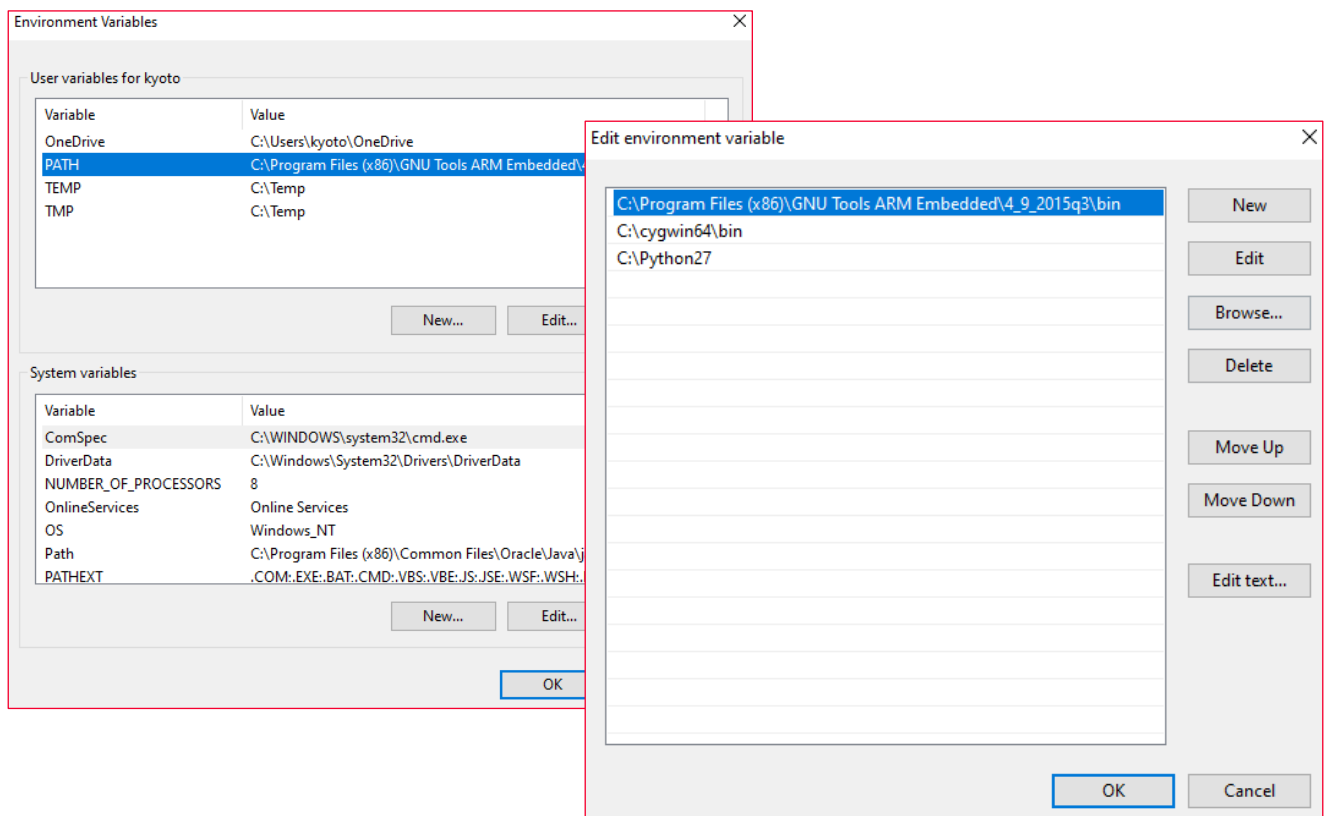 Environment Variables
User variables for kyoto
Variable Value
OneDrive C:\Users\kyoto\OneDrive
PATH C:\Program Files (x86)\GNU Tools ARM Embedded\
TEMP C:\Temp
TMP C:\Temp
New... Edit...
System variables
Variable Value
ComSpec C:\WINDOWS\system32\cmd.exe
DriverData C:\Windows\System32\Drivers\DriverData
NUMBER_OF_PROCESSORS 8
OnlineServices Online Services
OS Windows_NT
Path C:\Program Files (x86)\Common Files\Oracle\Java\j
PATHEXT .COM;.EXE;.BAT;.CMD;.VBS;.VBE;.JS;.JSE;.WSF;.WSH;.
New... Edit...
OK
Edit environment variable
C:\Program Files (x86)\GNU Tools ARM Embedded\4_9_2015q3\bin
C:\cygwin64\bin
C:\Python27
New
Edit
Browse...
Delete
Move Up
Move Down
Edit text...
OK Cancel